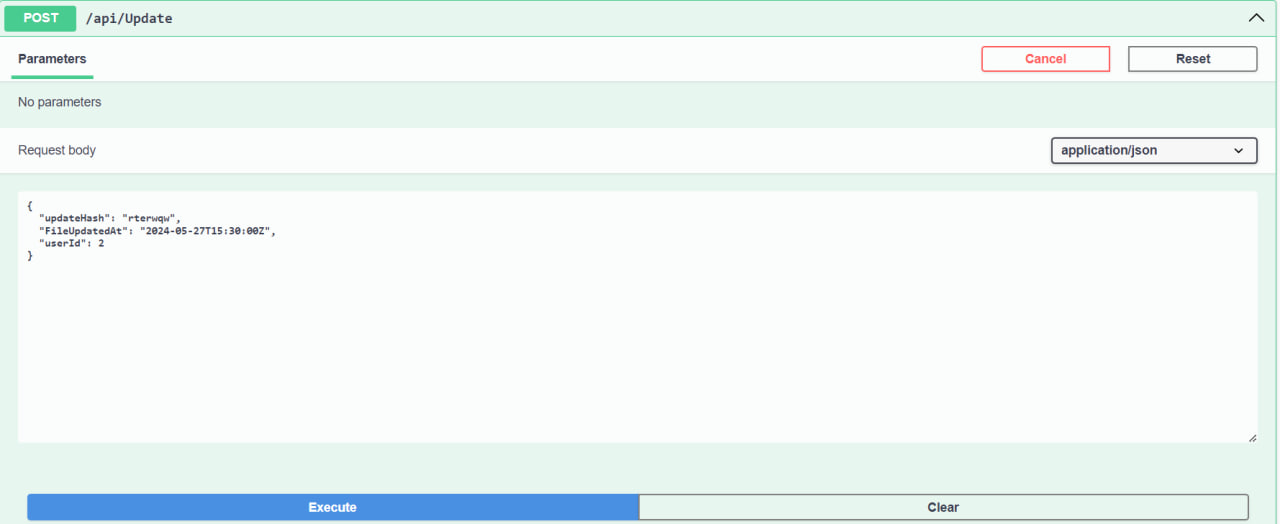 POST /api/Update
Parameters Cancel Reset
No parameters
Request body application/json
{
"updateHash": "rterwqw",
"FileUpdatedAt": "2024-05-27T15:30:00Z",
"userId": 2
}
Execute Clear